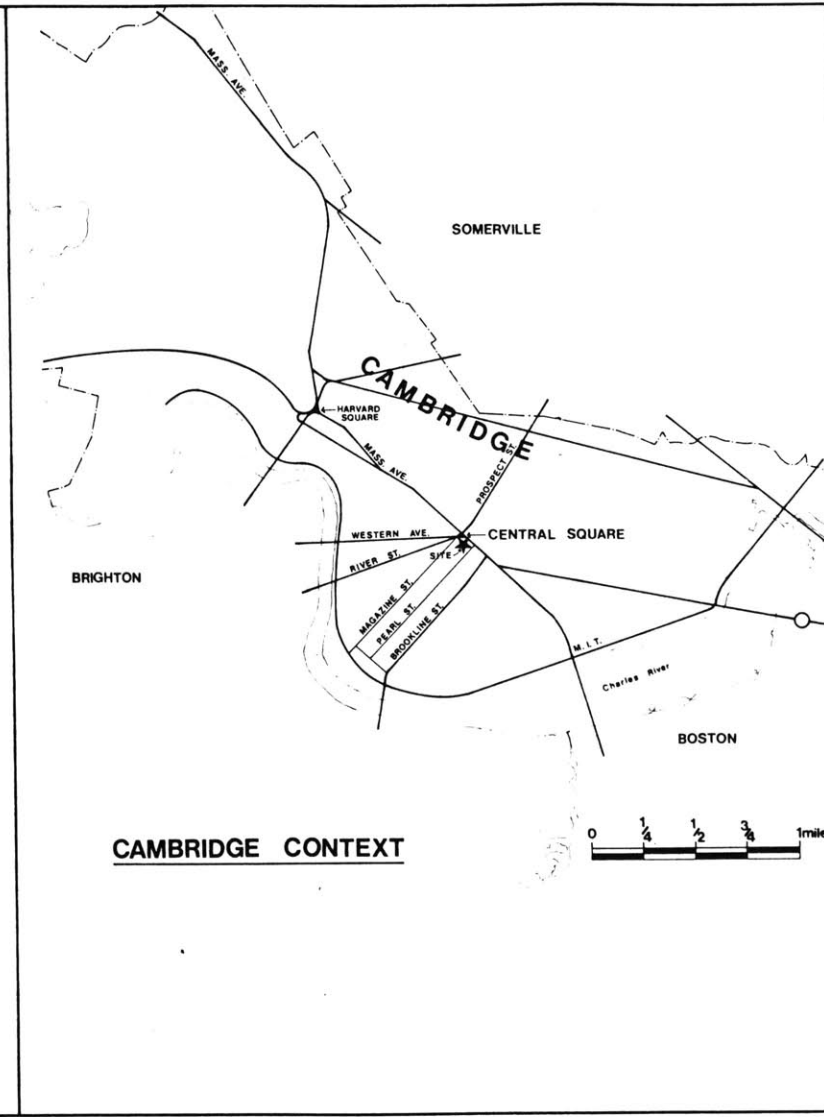 MASS. AVE.
SOMERVILLE
CAMBRIDGE
HARVARD
SQUARE
MASS. AVE.
PROSPECT ST.
WESTERN AVE.
CENTRAL SQUARE
RIVER ST.
SITE
BRIGHTON
MAGAZINE ST.
PEARL ST.
BROOKLINE ST.
M.I.T.
Charles River
BOSTON
CAMBRIDGE CONTEXT
0 1/4 1/2 3/4 1mile